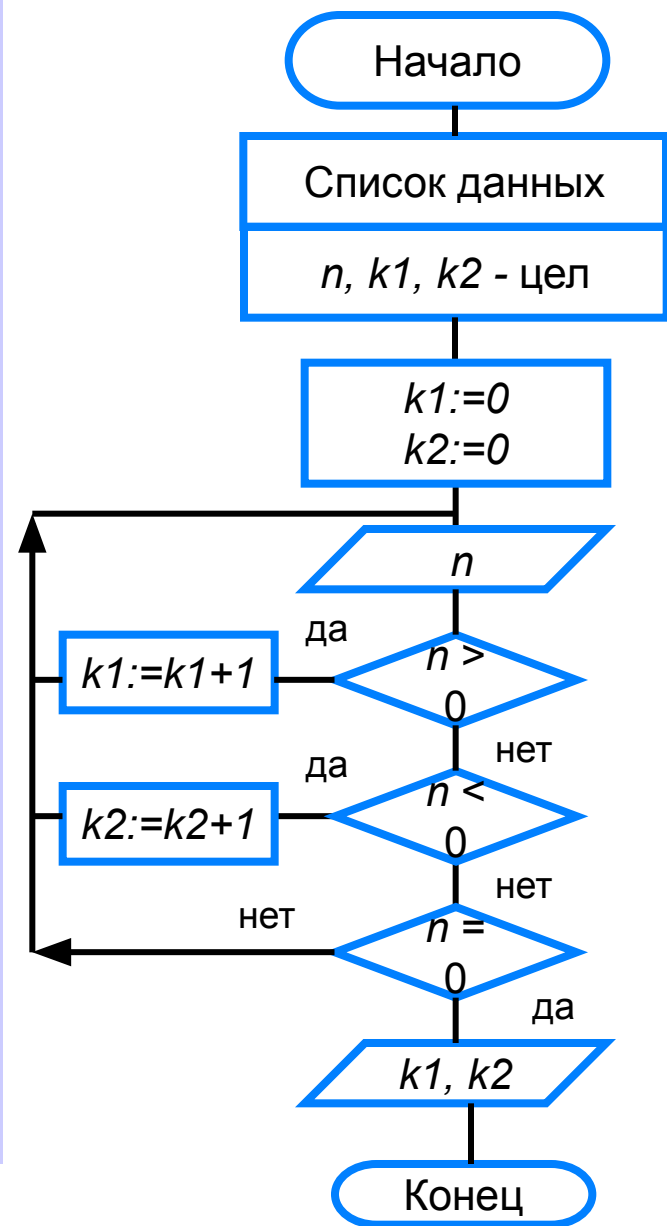 Начало
Список данных
n, k1, k2 - цел
k1:=0
k2:=0
n
да
k1:=k1+1
n >
0
нет
да
k2:=k2+1
n <
0
нет
нет
n =
0
да
k1, k2
Конец